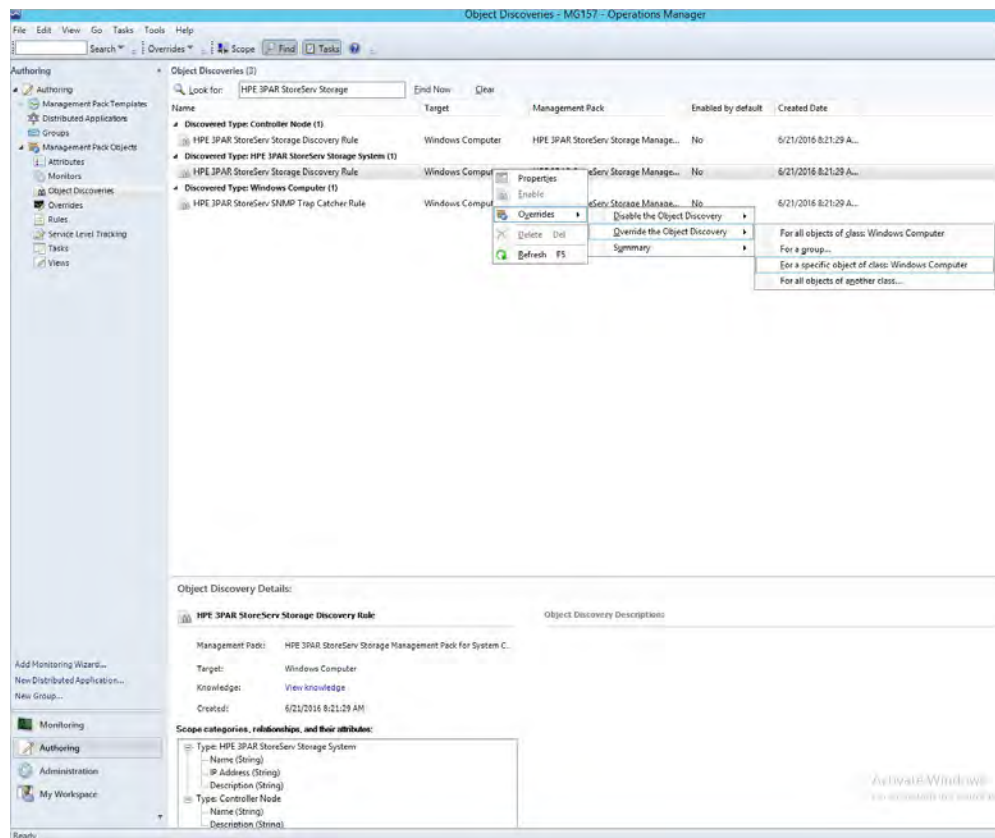 Object Discoveries - MG157 - Operations Manager
File Edit View Go Tasks Tools Help
Search Overrides Scope Find Tasks
Authoring
Authoring
Management Pack Templates
Distributed Applications
Groups
Management Pack Objects
Attributes
Monitors
Object Discoveries
Overrides
Rules
Service Level Tracking
Tasks
Views
Add Monitoring Wizard...
New Distributed Application...
New Group...
Monitoring
Authoring
Administration
My Workspace
Ready
Object Discoveries (3)
Look for: HPE 3PAR StoreServ Storage Find Now Clear
Name Target Management Pack Enabled by default Created Date
Discovered Type: Controller Node (1)
HPE 3PAR StoreServ Storage Discovery Rule Windows Computer HPE 3PAR StoreServ Storage Manage... No 6/21/2016 8:21:29 A...
Discovered Type: HPE 3PAR StoreServ Storage System (1)
HPE 3PAR StoreServ Storage Discovery Rule Windows Comput eServ Storage Manage... No 6/21/2016 8:21:29 A...
Discovered Type: Windows Computer (1)
HPE 3PAR StoreServ SNMP Trap Catcher Rule Windows Comput eServ Storage Manage... No 6/21/2016 8:21:29 A...
Properties
Enable
Overrides
Delete Del
Refresh F5
Disable the Object Discovery
Override the Object Discovery
Summary
For all objects of class: Windows Computer
For a group...
For a specific object of class: Windows Computer
For all objects of another class...
Object Discovery Details:
HPE 3PAR StoreServ Storage Discovery Rule Object Discovery Descriptions
Management Pack: HPE 3PAR StoreServ Storage Management Pack for System C..
Target: Windows Computer
Knowledge: View knowledge
Created: 6/21/2016 8:21:29 AM
Scope categories, relationships, and their attributes:
Type: HPE 3PAR StoreServ Storage System
Name (String)
IP Address (String)
Description (String)
Type: Controller Node
Name (String)
Description (String)
Activate Windows